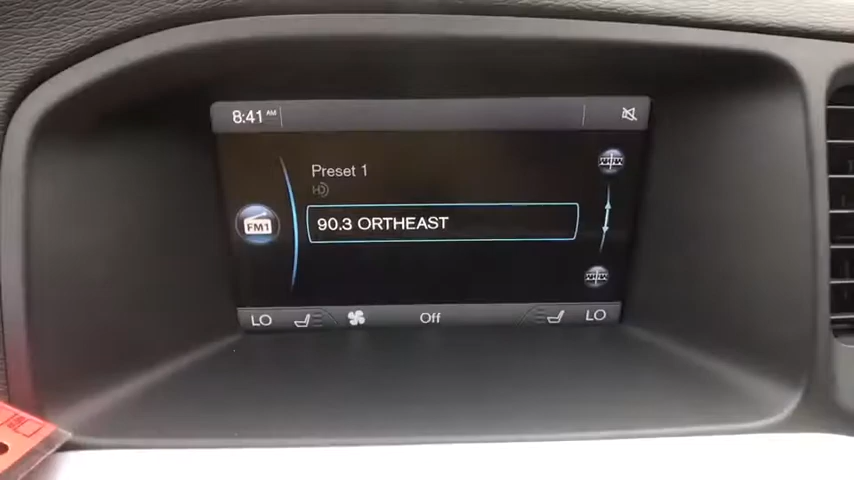 8:41 AM
Preset 1
HD
FM1
90.3 ORTHEAST
LO
Off
LO